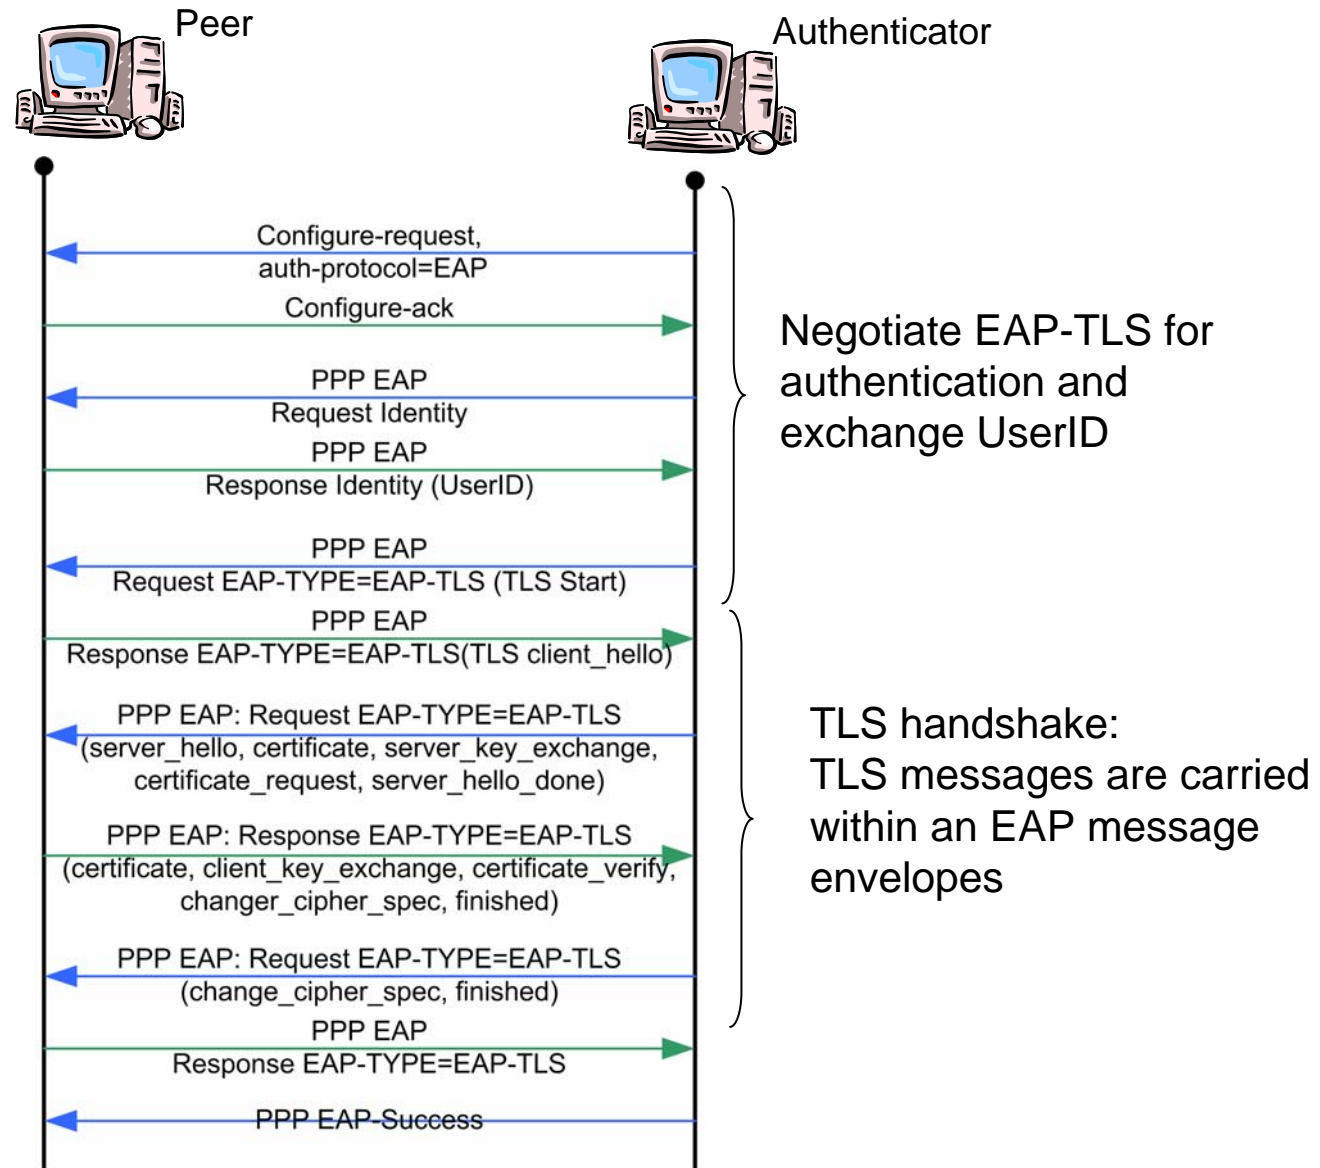 Peer
Authenticator
Configure-request,
auth-protocol=EAP
Configure-ack
PPP EAP
Request Identity
PPP EAP
Response Identity (UserID)
PPP EAP
Request EAP-TYPE=EAP-TLS (TLS Start)
Negotiate EAP-TLS for
authentication and
exchange UserID
PPP EAP
Response EAP-TYPE=EAP-TLS(TLS client_hello)
PPP EAP: Request EAP-TYPE=EAP-TLS
(server_hello, certificate, server_key_exchange,
certificate_request, server_hello_done)
PPP EAP: Response EAP-TYPE=EAP-TLS
(certificate, client_key_exchange, certificate_verify,
changer_cipher_spec, finished)
PPP EAP: Request EAP-TYPE=EAP-TLS
(change_cipher_spec, finished)
TLS handshake:
TLS messages are carried
within an EAP message
envelopes
PPP EAP
Response EAP-TYPE=EAP-TLS
PPP EAP-Success